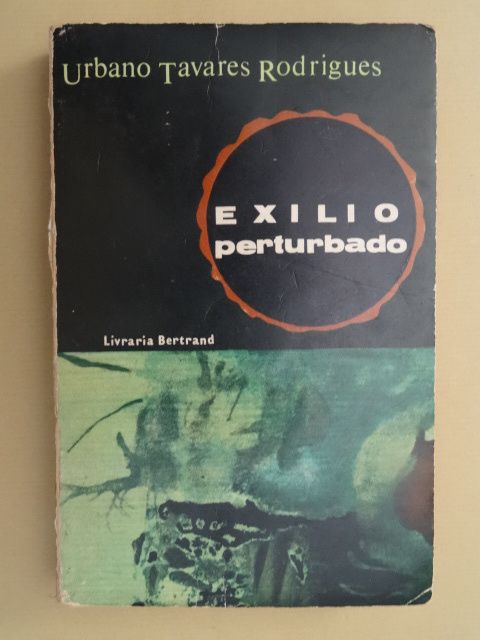 Urbano Tavares Rodrigues
EXILIO
perturbado
Livraria Bertrand